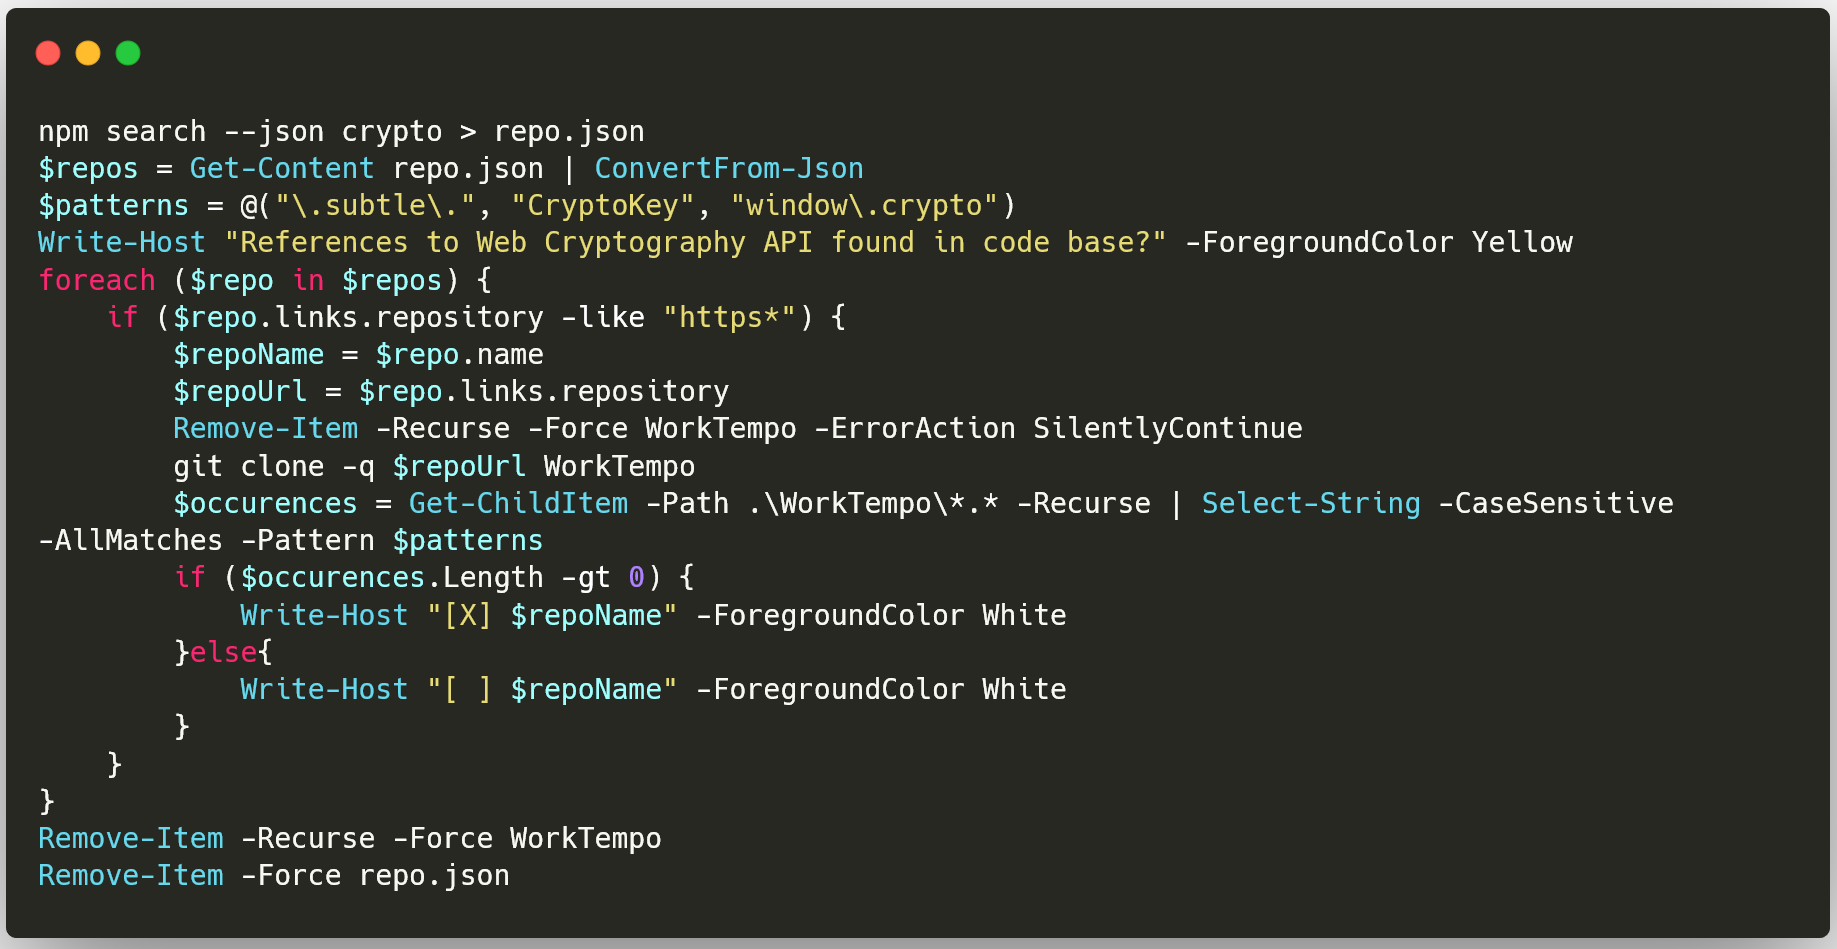 npm search --json crypto > repo.json
$repos = Get-Content repo.json | ConvertFrom-Json
$patterns = @("\.subtle\.", "CryptoKey", "window\.crypto")
Write-Host "References to Web Cryptography API found in code base?" -ForegroundColor Yellow
foreach ($repo in $repos) {
    if ($repo.links.repository -like "https*") {
        $repoName = $repo.name
        $repoUrl = $repo.links.repository
        Remove-Item -Recurse -Force WorkTempo -ErrorAction SilentlyContinue
        git clone -q $repoUrl WorkTempo
        $occurences = Get-ChildItem -Path .\WorkTempo\*.* -Recurse | Select-String -CaseSensitive
-AllMatches -Pattern $patterns
        if ($occurences.Length -gt 0) {
            Write-Host "[X] $repoName" -ForegroundColor White
        }else{
            Write-Host "[ ] $repoName" -ForegroundColor White
        }
    }
}
Remove-Item -Recurse -Force WorkTempo
Remove-Item -Force repo.json